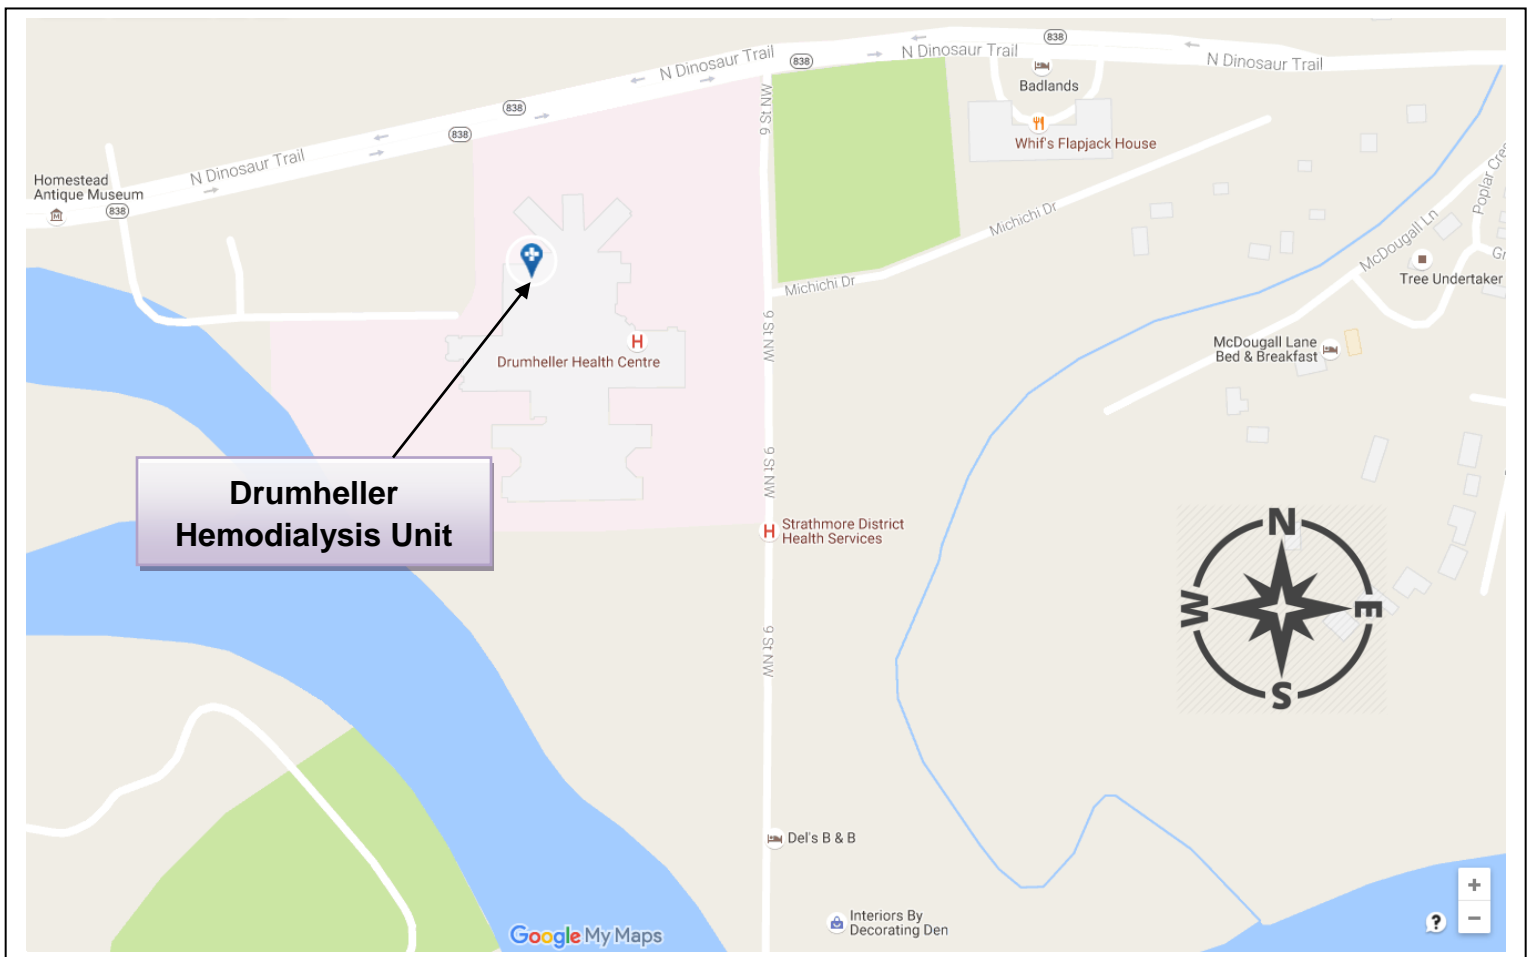 N Dinosaur Trail
838
N Dinosaur Trail
838
N Dinosaur Trail
838
838
838
N Dinosaur Trail
Badlands
Whif's Flapjack House
9 St NW
Homestead
Antique Museum
838
Michichi Dr
Michichi Dr
Poplar Cres
McDougall Ln
Gr
Tree Undertaker
McDougall Lane
Bed & Breakfast
9 St NW
H
Drumheller Health Centre
Drumheller
Hemodialysis Unit
9 St NW
H
Strathmore District
Health Services
N
W
E
S
9 St NW
Del's B & B
Interiors By
Decorating Den
Google My Maps
+
−
?